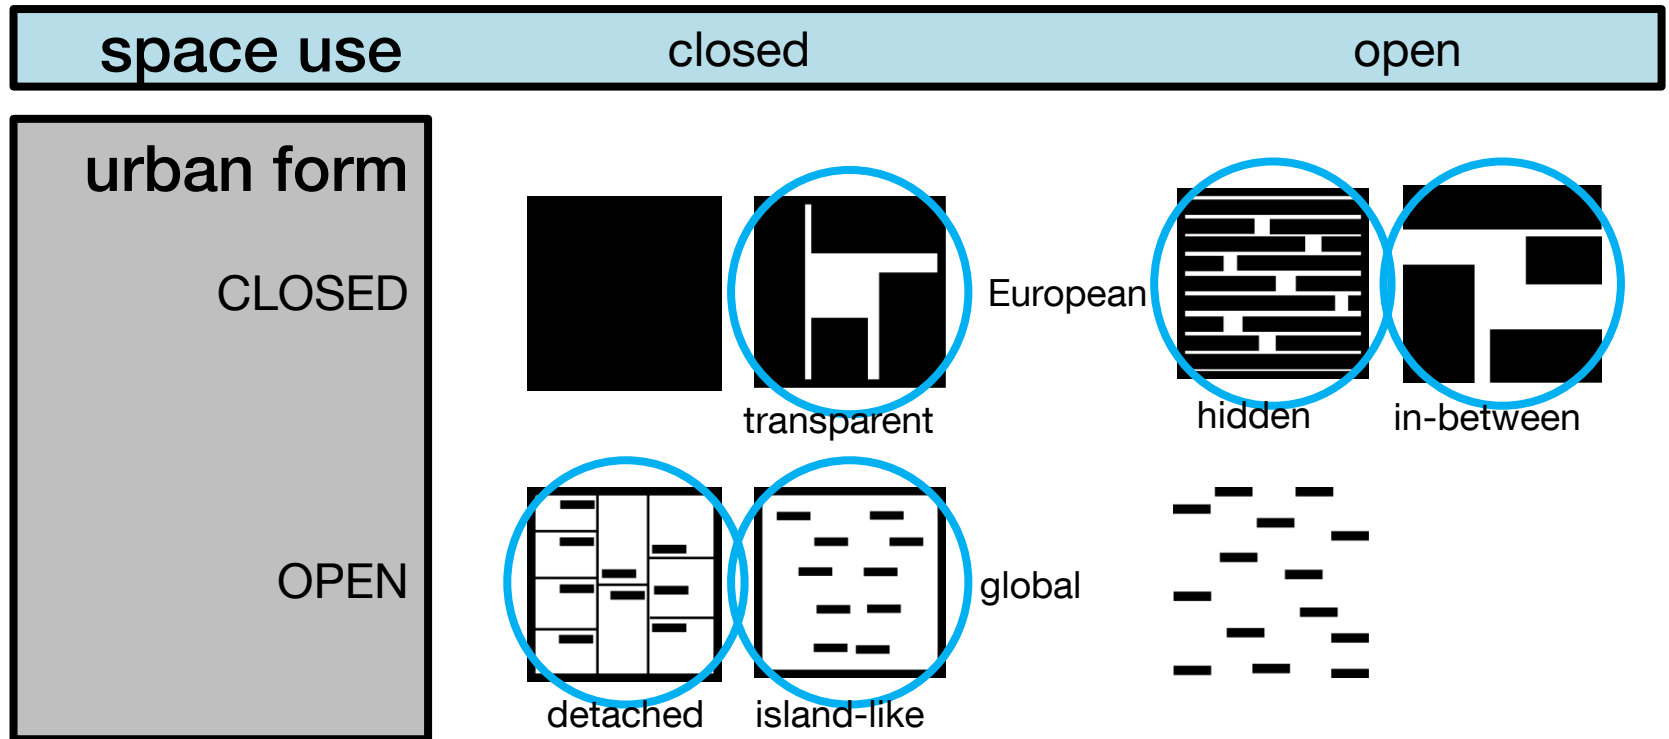 space use
closed
open
urban form
CLOSED
European
transparent
hidden
in-between
OPEN
global
detached
island-like